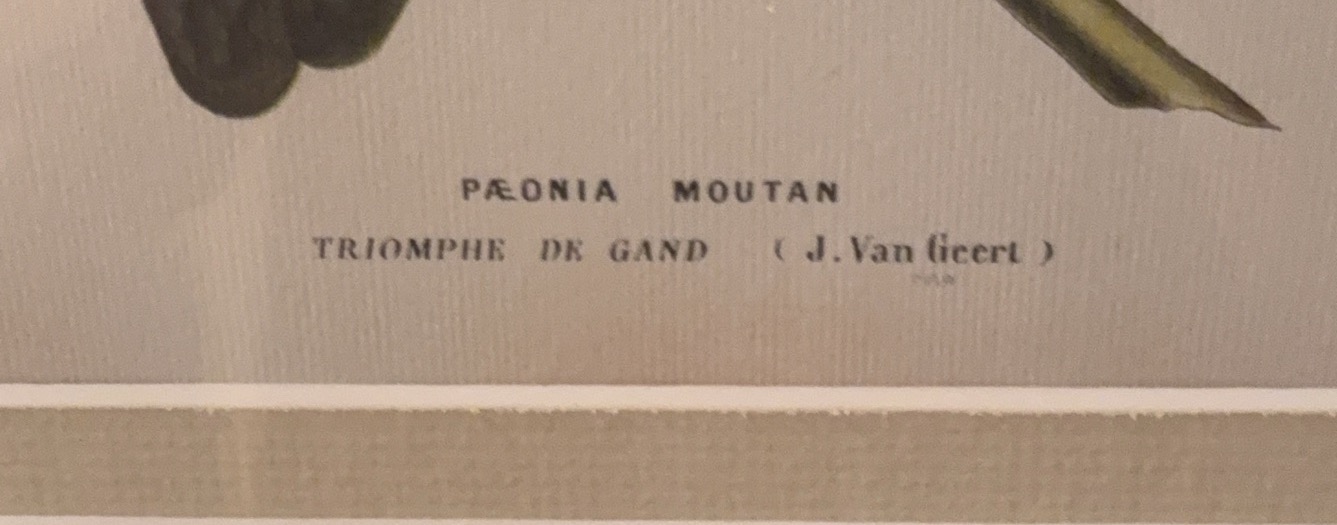 PÆONIA MOUTAN
TRIOMPHE DE GAND (J. Van Geert)